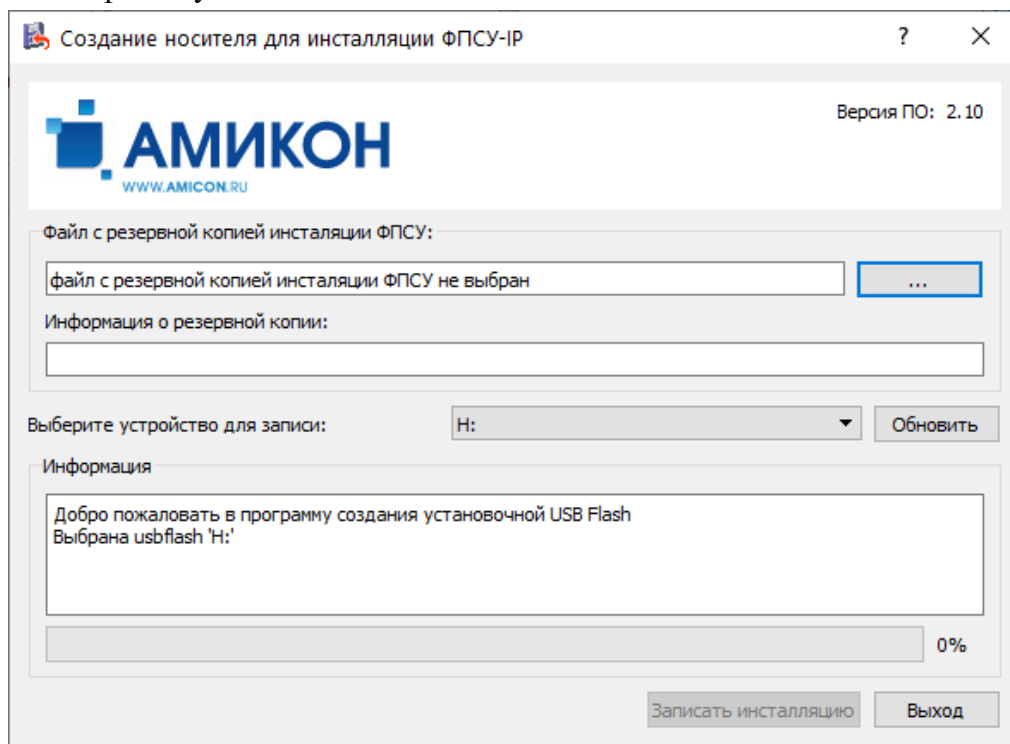 Создание носителя для инсталляции ФПСУ-IP
?
АМИКОН
WWW.AMICON.RU
Версия ПО: 2.10
Файл с резервной копией инсталяции ФПСУ:
файл с резервной копией инсталяции ФПСУ не выбран
...
Информация о резервной копии:
Выберите устройство для записи:
H:
Обновить
Информация
Добро пожаловать в программу создания установочной USB Flash
Выбрана usbflash 'H:'
0%
Записать инсталляцию
Выход